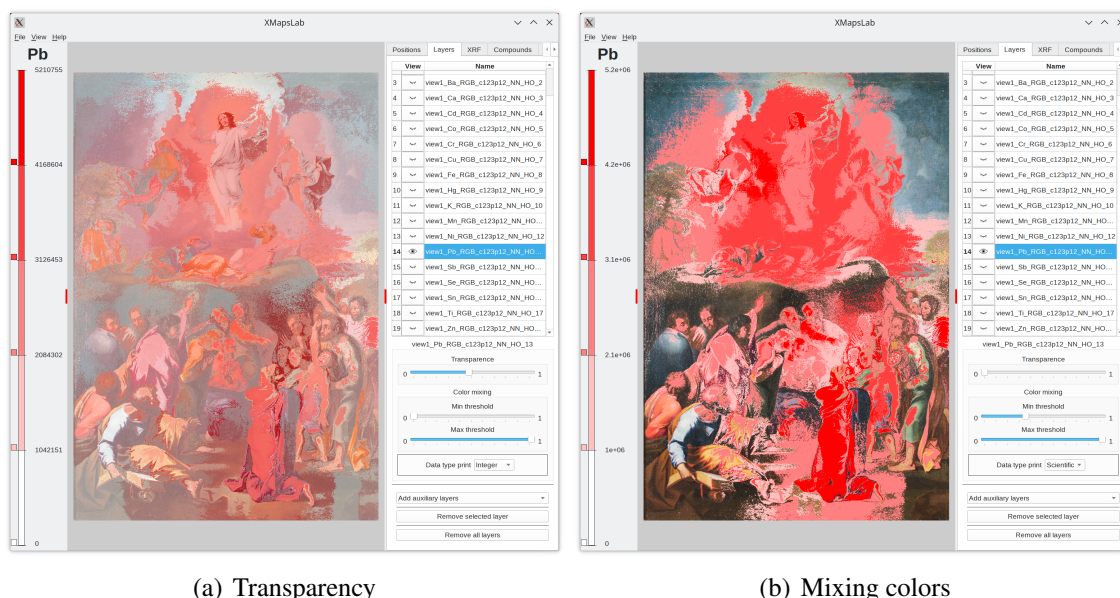 XMapsLab
File View Help
Pb
5210755
4168604
3126453
2084302
1042151
0
Positions Layers XRF Compounds
View Name
3 view1_Ba_RGB_c123p12_NN_HO_2
4 view1_Ca_RGB_c123p12_NN_HO_3
5 view1_Cd_RGB_c123p12_NN_HO_4
6 view1_Co_RGB_c123p12_NN_HO_5
7 view1_Cr_RGB_c123p12_NN_HO_6
8 view1_Cu_RGB_c123p12_NN_HO_7
9 view1_Fe_RGB_c123p12_NN_HO_8
10 view1_Hg_RGB_c123p12_NN_HO_9
11 view1_K_RGB_c123p12_NN_HO_10
12 view1_Mn_RGB_c123p12_NN_HO...
13 view1_Ni_RGB_c123p12_NN_HO_12
14 view1_Pb_RGB_c123p12_NN_HO...
15 view1_Sb_RGB_c123p12_NN_HO...
16 view1_Se_RGB_c123p12_NN_HO...
17 view1_Sn_RGB_c123p12_NN_HO...
18 view1_Ti_RGB_c123p12_NN_HO_17
19 view1_Zn_RGB_c123p12_NN_HO...
view1_Pb_RGB_c123p12_NN_HO_13
Transparence
0 1
Color mixing
Min threshold
0 1
Max threshold
0 1
Data type print Integer
Add auxiliary layers
Remove selected layer
Remove all layers
(a) Transparency
XMapsLab
File View Help
Pb
5.2e+06
4.2e+06
3.1e+06
2.1e+06
1e+06
0
Positions Layers XRF Compounds
View Name
3 view1_Ba_RGB_c123p12_NN_HO_2
4 view1_Ca_RGB_c123p12_NN_HO_3
5 view1_Cd_RGB_c123p12_NN_HO_4
6 view1_Co_RGB_c123p12_NN_HO_5
7 view1_Cr_RGB_c123p12_NN_HO_6
8 view1_Cu_RGB_c123p12_NN_HO_7
9 view1_Fe_RGB_c123p12_NN_HO_8
10 view1_Hg_RGB_c123p12_NN_HO_9
11 view1_K_RGB_c123p12_NN_HO_10
12 view1_Mn_RGB_c123p12_NN_HO...
13 view1_Ni_RGB_c123p12_NN_HO_12
14 view1_Pb_RGB_c123p12_NN_HO...
15 view1_Sb_RGB_c123p12_NN_HO...
16 view1_Se_RGB_c123p12_NN_HO...
17 view1_Sn_RGB_c123p12_NN_HO...
18 view1_Ti_RGB_c123p12_NN_HO_17
19 view1_Zn_RGB_c123p12_NN_HO...
view1_Pb_RGB_c123p12_NN_HO_13
Transparence
0 1
Color mixing
Min threshold
0 1
Max threshold
0 1
Data type print Scientific
Add auxiliary layers
Remove selected layer
Remove all layers
(b) Mixing colors